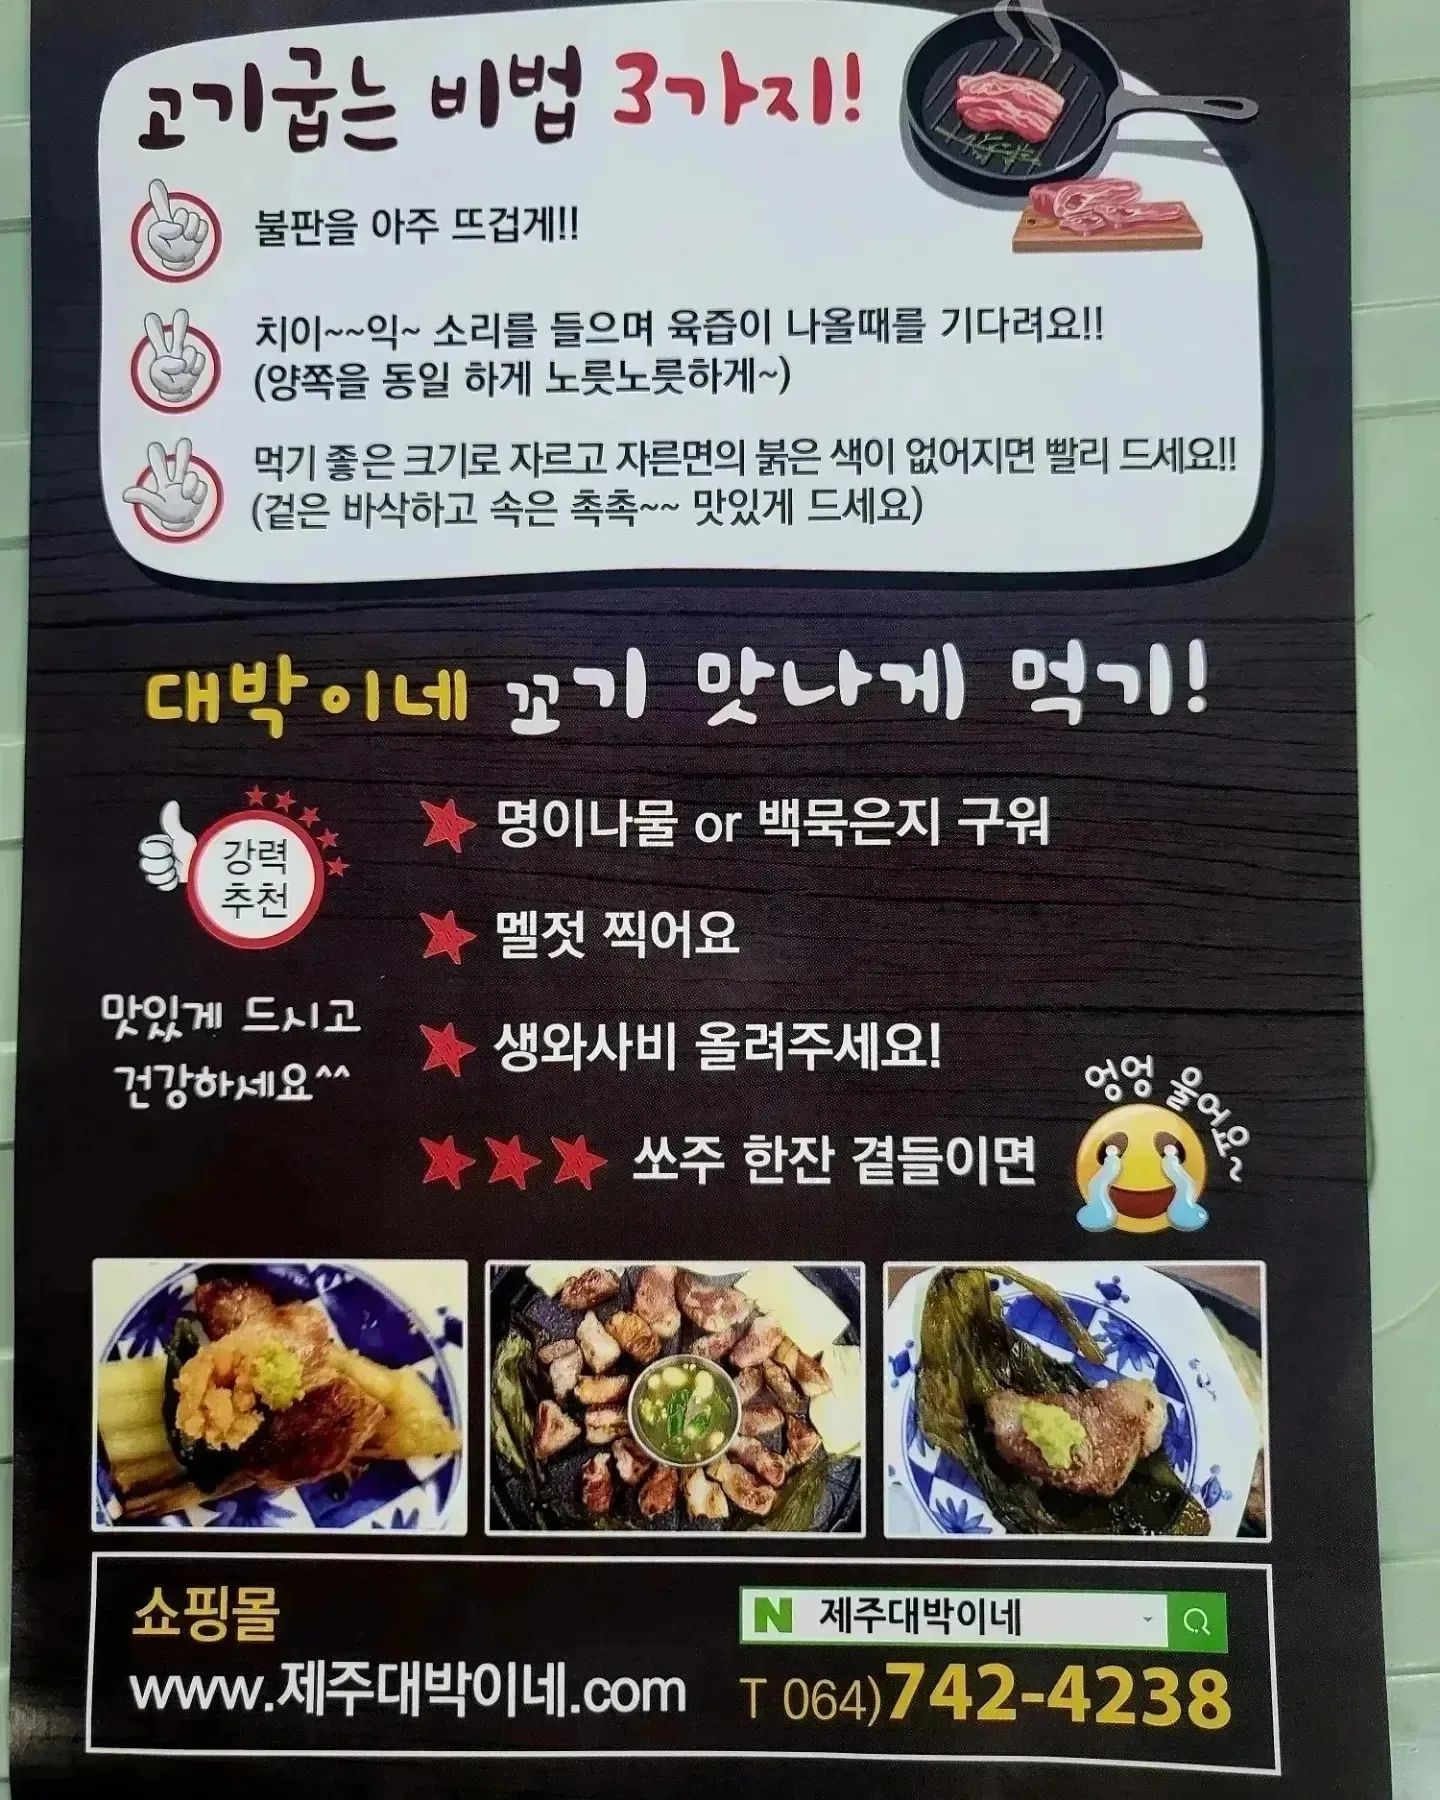 고기굽는 비법 3가지!
불판을 아주 뜨겁게!!
치이~~익~ 소리를 들으며 육즙이 나올때를 기다려요!!
(양쪽을 동일 하게 노릇노릇하게~)
먹기 좋은 크기로 자르고 자른면의 붉은 색이 없어지면 빨리 드세요!!
(겉은 바삭하고 속은 촉촉~~ 맛있게 드세요)
대박이네 꼬기 맛나게 먹기!
강력
추천
맛있게 드시고
건강하세요^^
명이나물 or 백묵은지 구워
멜젓 찍어요
생와사비 올려주세요!
쏘주 한잔 곁들이면
엉엉 울어요~
쇼핑몰
www.제주대박이네.com
N 제주대박이네
T 064)742-4238